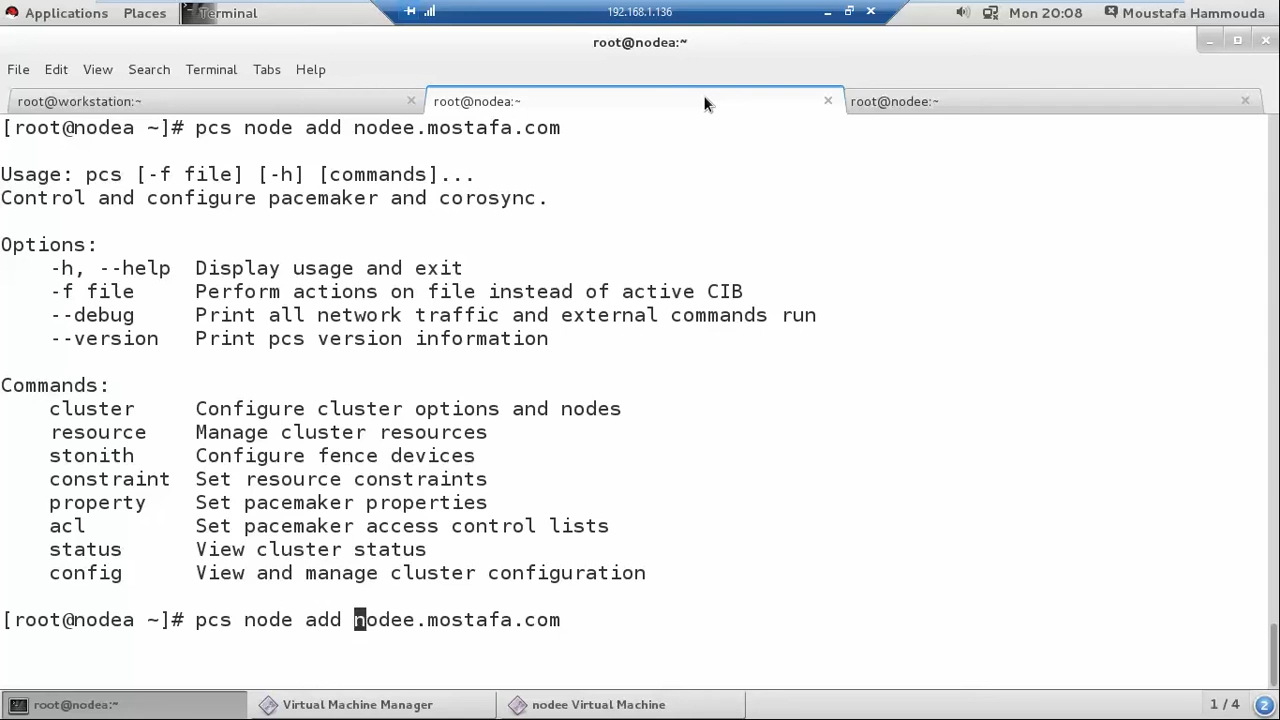 Applications Places Terminal 192.168.1.136 Mon 20:08 Moustafa Hammouda
root@nodea:~
File Edit View Search Terminal Tabs Help
root@workstation:~ root@nodea:~ root@nodee:~
[root@nodea ~]# pcs node add nodee.mostafa.com
Usage: pcs [-f file] [-h] [commands]...
Control and configure pacemaker and corosync.
Options:
-h, --help Display usage and exit
-f file Perform actions on file instead of active CIB
--debug Print all network traffic and external commands run
--version Print pcs version information
Commands:
cluster Configure cluster options and nodes
resource Manage cluster resources
stonith Configure fence devices
constraint Set resource constraints
property Set pacemaker properties
acl Set pacemaker access control lists
status View cluster status
config View and manage cluster configuration
[root@nodea ~]# pcs node add nodee.mostafa.com
root@nodea:~ Virtual Machine Manager nodee Virtual Machine 1 / 4 2